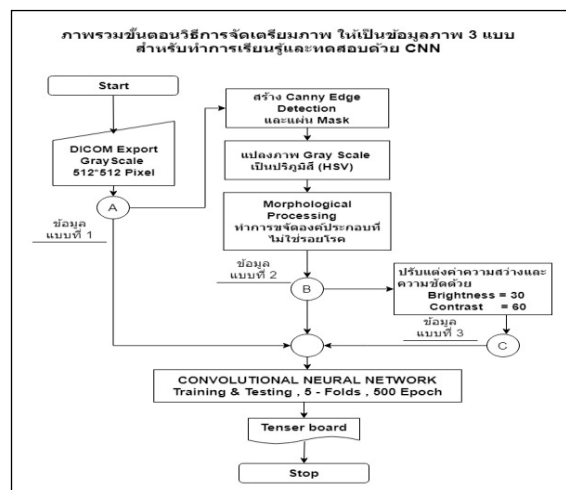 ภาพรวมขั้นตอนวิธีการจัดเตรียมภาพ ให้เป็นข้อมูลภาพ 3 แบบ
สำหรับทำการเรียนรู้และทดสอบด้วย CNN
Start
DICOM Export
GrayScale
512*512 Pixel
A
ข้อมูล
แบบที่ 1
สร้าง Canny Edge
Detection
และแผ่น Mask
แปลงภาพ Gray Scale
เป็นปริภูมิสี (HSV)
Morphological
Processing
ทำการขจัดองค์ประกอบที่
ไม่ใช่รอยโรค
ข้อมูล
แบบที่ 2
B
ปรับแต่งค่าความสว่างและ
ความชัดด้วย
Brightness = 30
Contrast = 60
ข้อมูล
แบบที่ 3
C
CONVOLUTIONAL NEURAL NETWORK
Training & Testing , 5 - Folds , 500 Epoch
Tenser board
Stop